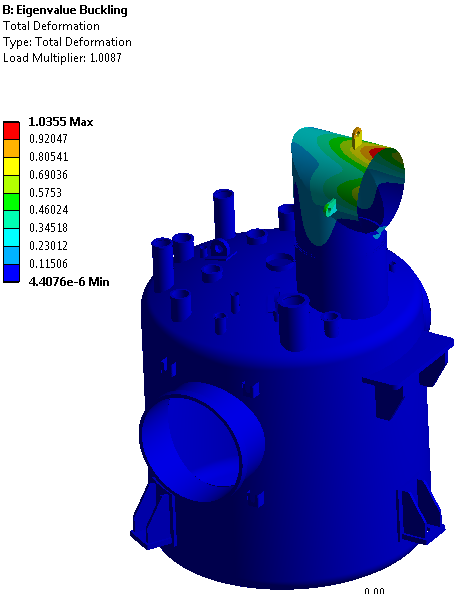 B: Eigenvalue Buckling
Total Deformation
Type: Total Deformation
Load Multiplier: 1.0087
1.0355 Max
0.92047
0.80541
0.69036
0.5753
0.46024
0.34518
0.23012
0.11506
4.4076e-6 Min
0.00